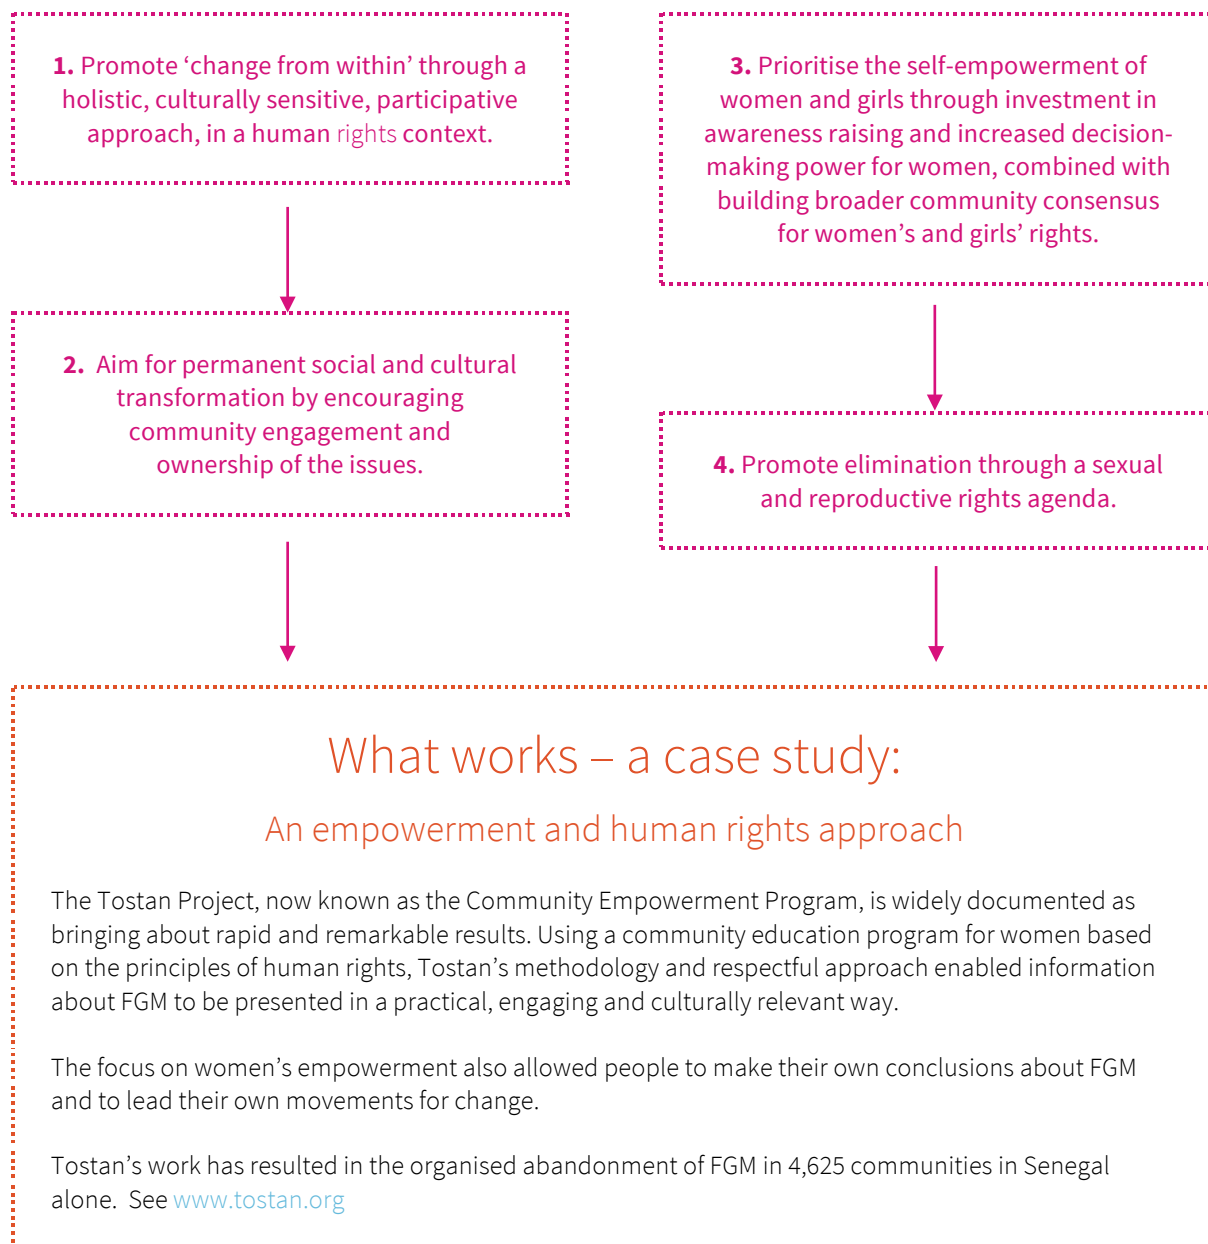 1. Promote ‘change from within’ through a
holistic, culturally sensitive, participative
approach, in a human rights context.
2. Aim for permanent social and cultural
transformation by encouraging
community engagement and
ownership of the issues.
3. Prioritise the self-empowerment of
women and girls through investment in
awareness raising and increased decision-
making power for women, combined with
building broader community consensus
for women’s and girls’ rights.
4. Promote elimination through a sexual
and reproductive rights agenda.
What works – a case study:
An empowerment and human rights approach
The Tostan Project, now known as the Community Empowerment Program, is widely documented as
bringing about rapid and remarkable results. Using a community education program for women based
on the principles of human rights, Tostan’s methodology and respectful approach enabled information
about FGM to be presented in a practical, engaging and culturally relevant way.
The focus on women’s empowerment also allowed people to make their own conclusions about FGM
and to lead their own movements for change.
Tostan’s work has resulted in the organised abandonment of FGM in 4,625 communities in Senegal
alone. See www.tostan.org